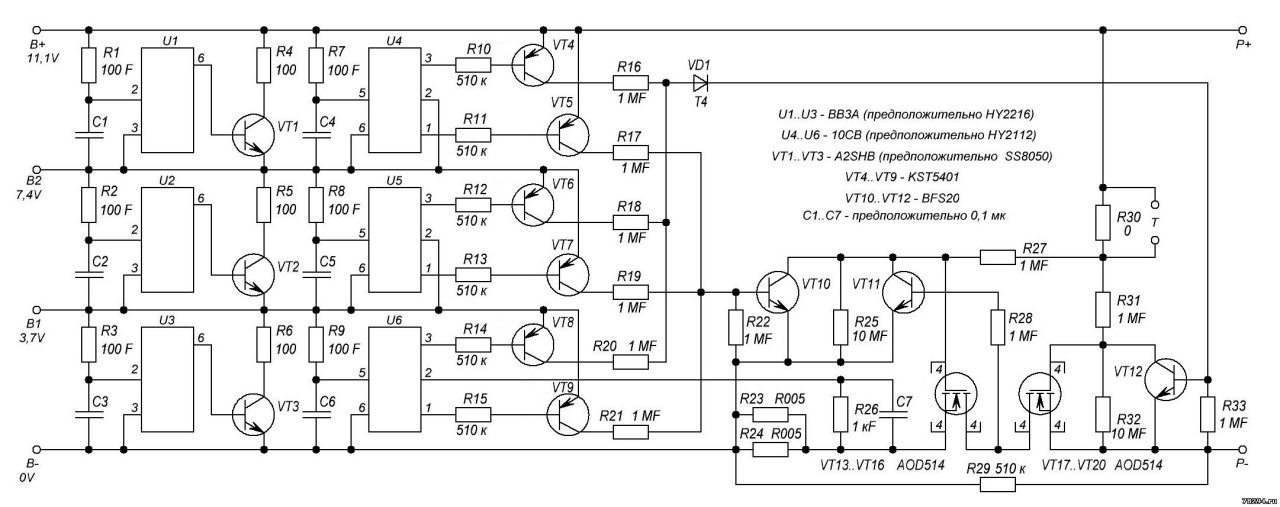 B+
11,1V
R1
100 F
U1
6
2
3
C1
VT1
R4
100
R7
100 F
C4
U4
3
5
2
6
1
R10
510 к
R11
510 к
VT4
VT5
R16
1 MF
R17
1 MF
VD1
T4
P+
U1..U3 - BB3A (предположительно HY2216)
U4..U6 - 10CB (предположительно HY2112)
VT1..VT3 - A2SHB (предположительно SS8050)
VT4..VT9 - KST5401
VT10..VT12 - BFS20
C1..C7 - предположительно 0,1 мк
B2
7,4V
R2
100 F
U2
6
2
3
C2
VT2
R5
100
R8
100 F
C5
U5
3
5
2
6
1
R12
510 к
R13
510 к
VT6
VT7
R18
1 MF
R19
1 MF
R30
0
T
R27
1 MF
VT10
VT11
R22
1 MF
R25
10 MF
R28
1 MF
R31
1 MF
B1
3,7V
R3
100 F
U3
6
2
3
C3
VT3
R6
100
R9
100 F
C6
U6
3
5
2
6
1
R14
510 к
R15
510 к
VT8
VT9
R20 1 MF
R21 1 MF
R23 R005
R24 R005
R26
1 кF
C7
4
4
4
4
4
4
VT12
R32
10 MF
R33
1 MF
B-
0V
VT13..VT16 AOD514
VT17..VT20 AOD514
R29 510 к
P-
70294.ru